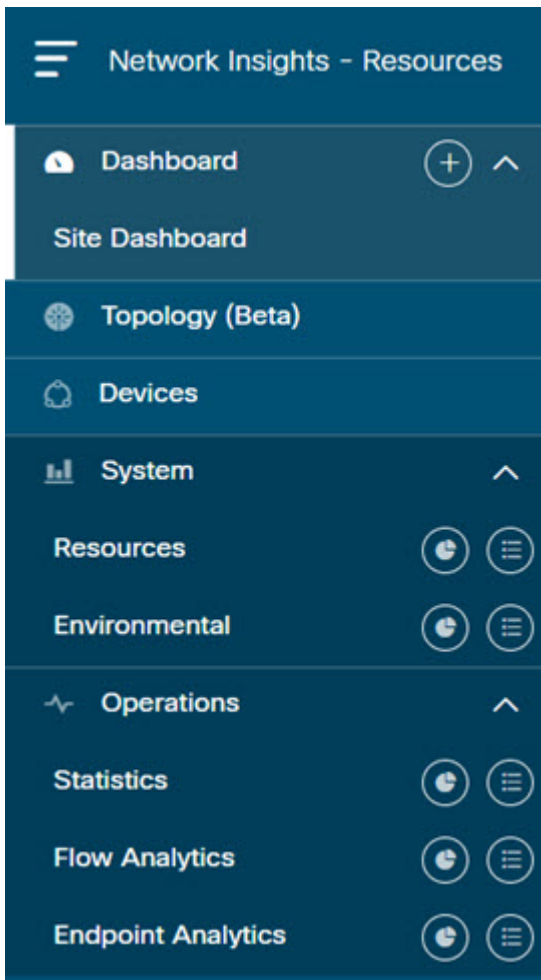 Network Insights - Resources
Dashboard
Site Dashboard
Topology (Beta)
Devices
System
Resources
Environmental
Operations
Statistics
Flow Analytics
Endpoint Analytics